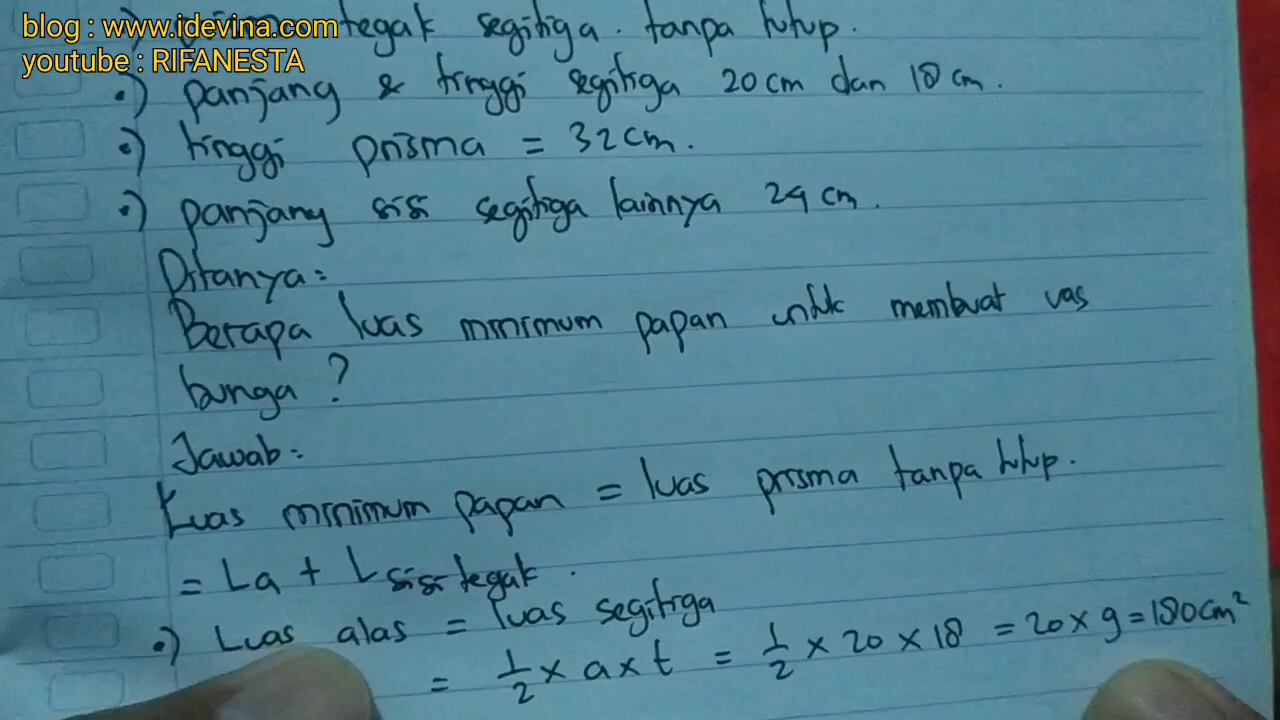 blog : www.idevina.com
youtube : RIFANESTA
tegak segitiga. tanpa tutup.
•) panjang & tinggi segitiga 20 cm dan 18 cm.
•) tinggi prisma = 32 cm.
•) panjang sisi segitiga lainnya 24 cm.
Ditanya:
Berapa luas minimum papan untuk membuat vas
bunga ?
Jawab:
Luas minimum papan = luas prisma tanpa tutup.
= La + L sisi tegak.
•) Luas alas = luas segitiga
= 1/2 x a x t = 1/2 x 20 x 18 = 20 x 9 = 180 cm²